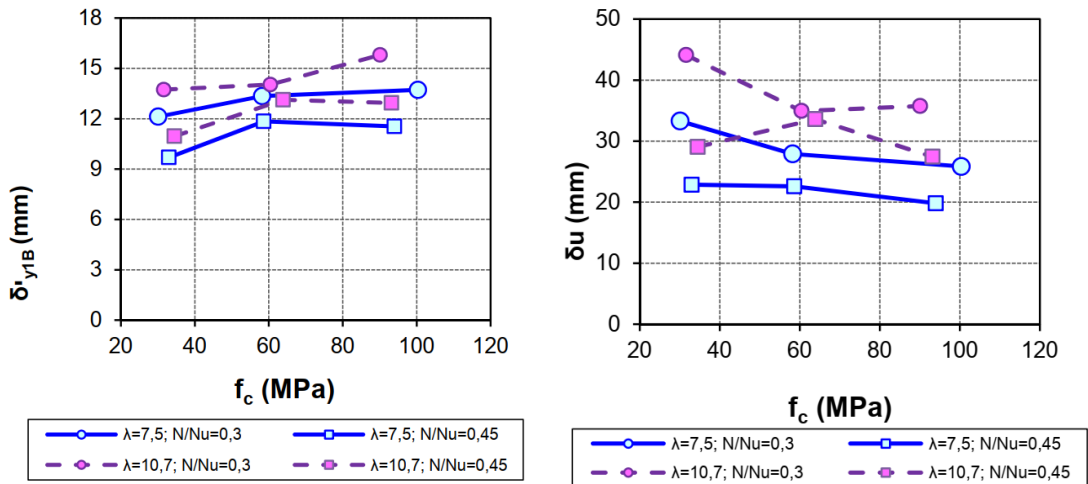 18
15
12
9
6
3
0
δ'y1B (mm)
20 40 60 80 100 120
fc (MPa)
λ=7,5; N/Nu=0,3 λ=7,5; N/Nu=0,45
λ=10,7; N/Nu=0,3 λ=10,7; N/Nu=0,45
50
40
30
20
10
0
δu (mm)
20 40 60 80 100 120
fc (MPa)
λ=7,5; N/Nu=0,3 λ=7,5; N/Nu=0,45
λ=10,7; N/Nu=0,3 λ=10,7; N/Nu=0,45